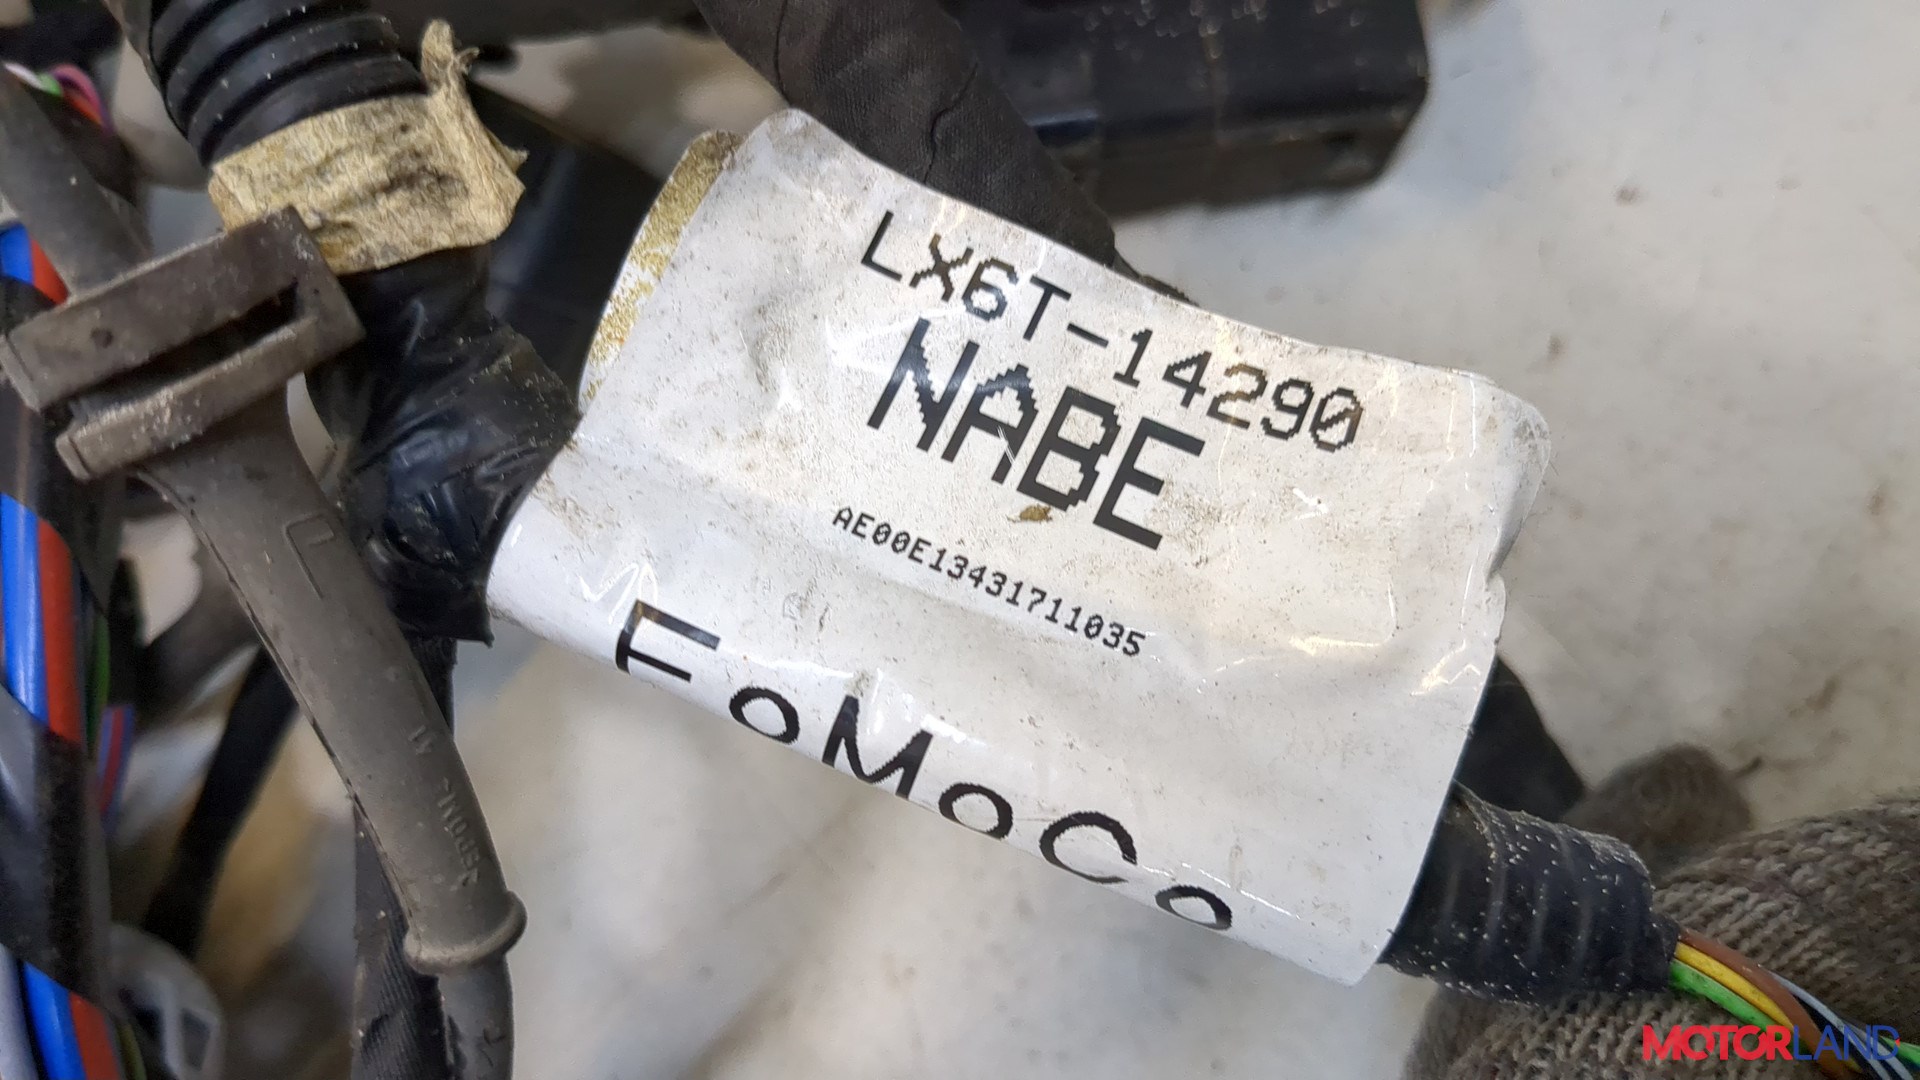 LX6T-14290
NABE
AE00E13431711035
FoMoCo
MOTORLAND